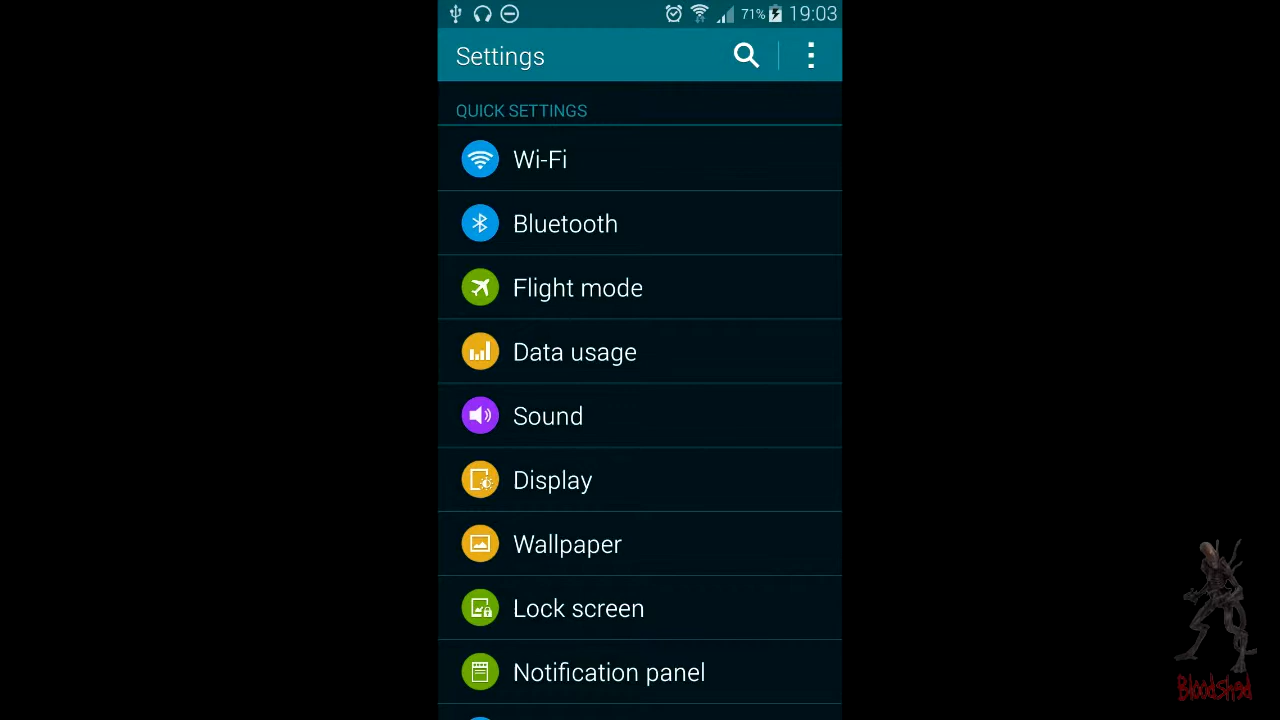 71% 19:03
Settings
QUICK SETTINGS
Wi-Fi
Bluetooth
Flight mode
Data usage
Sound
Display
Wallpaper
Lock screen
Notification panel
BloodSh3d